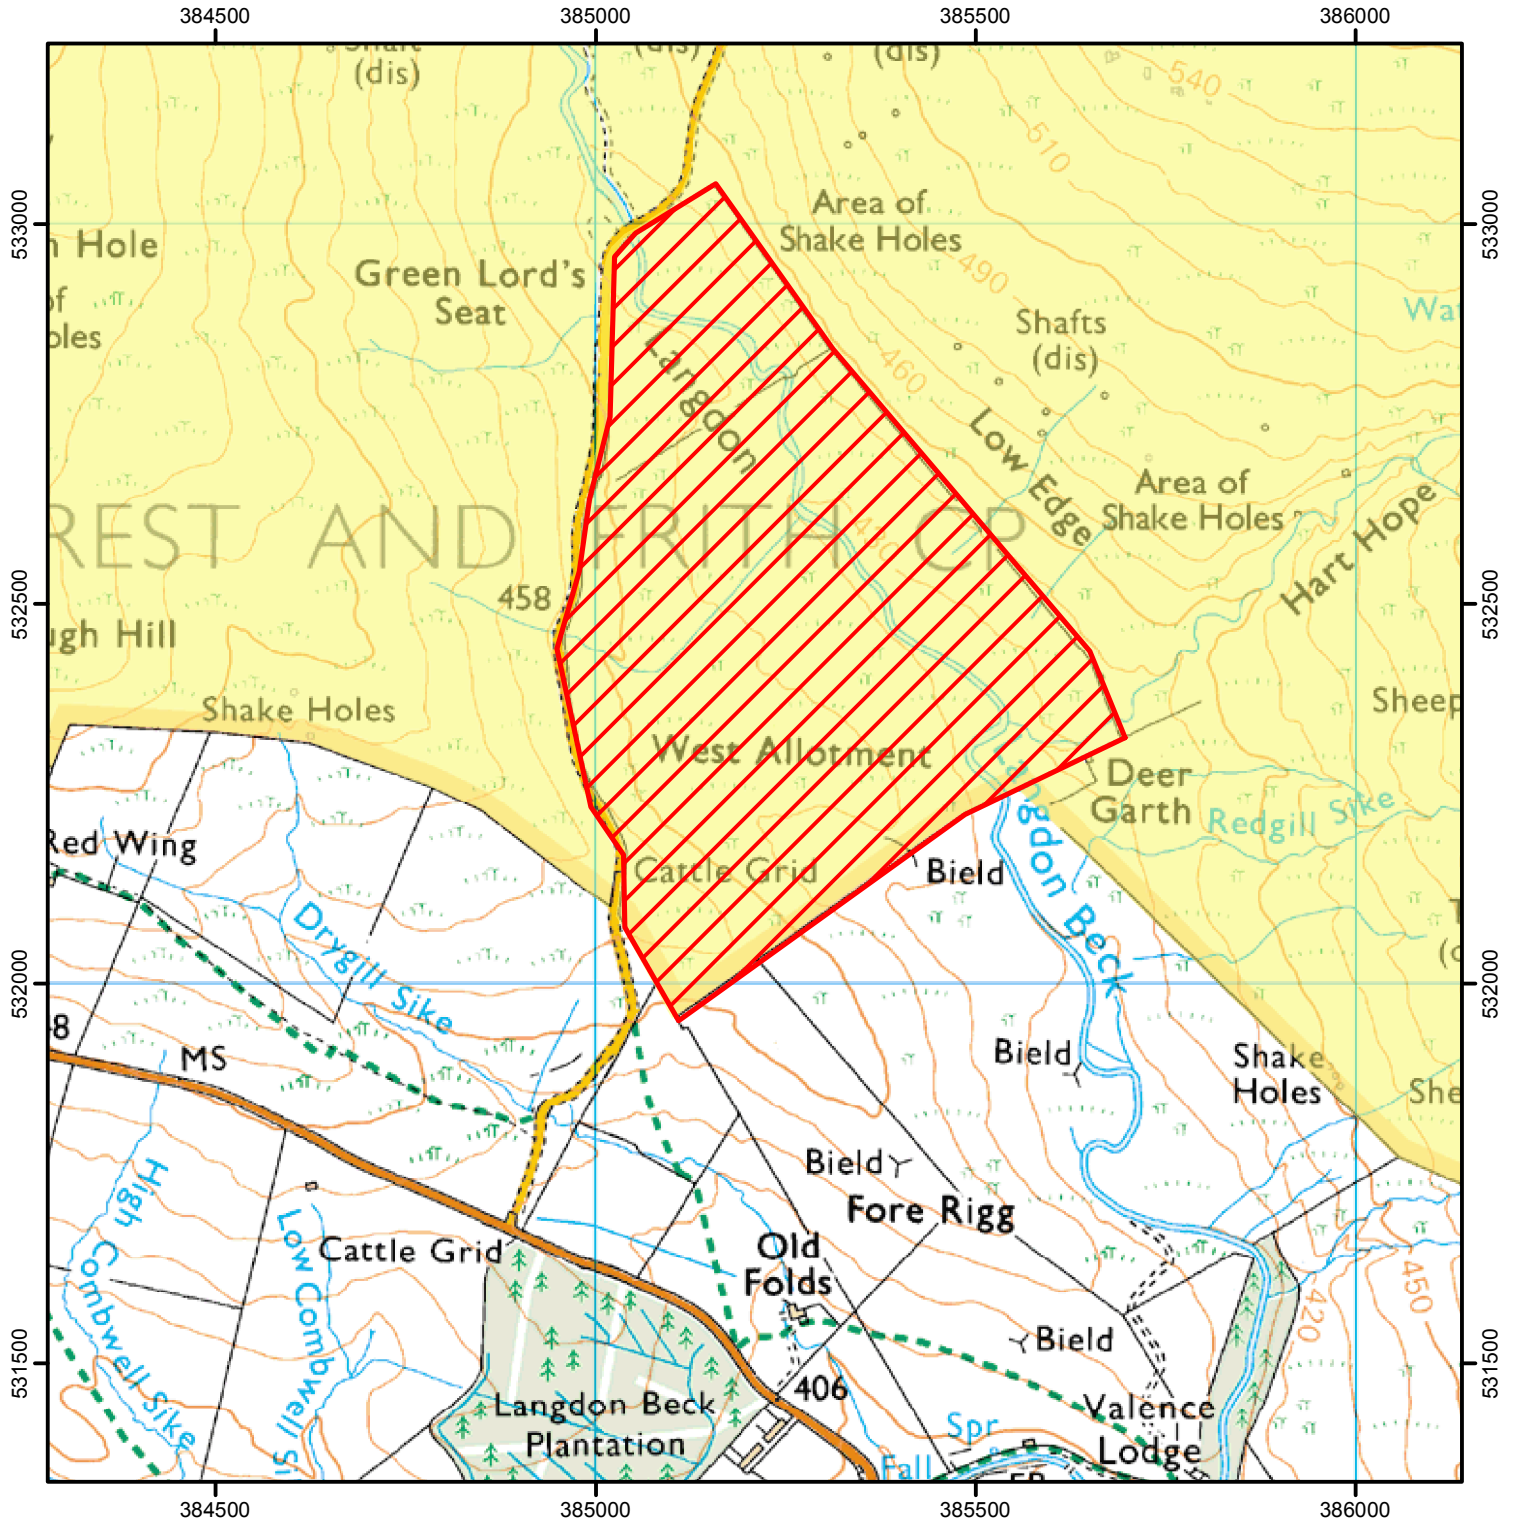 384500
385000
385500
386000
(dis)
(dis)
540
510
533000
533000
Area of
Shake Holes
Hole
Green Lord's
Seat
490
Shafts
(dis)
460
Langdon
Low Edge
Area of
Shake Holes
Hart Hope
REST AND FRITH CP
458
532500
532500
Shake Holes
West Allotment
Deer
Garth
Redgill Sike
Red Wing
Cattle Grid
Bield
Langdon Beck
Drygill Sike
532000
532000
MS
Bield
Shake
Holes
High Combwell Sike
Low Combwell Si
Bield
Fore Rigg
Cattle Grid
Old
Folds
450
420
Bield
531500
531500
406
Langdon Beck
Plantation
Valence
Lodge
Spr
Fall
384500
385000
385500
386000